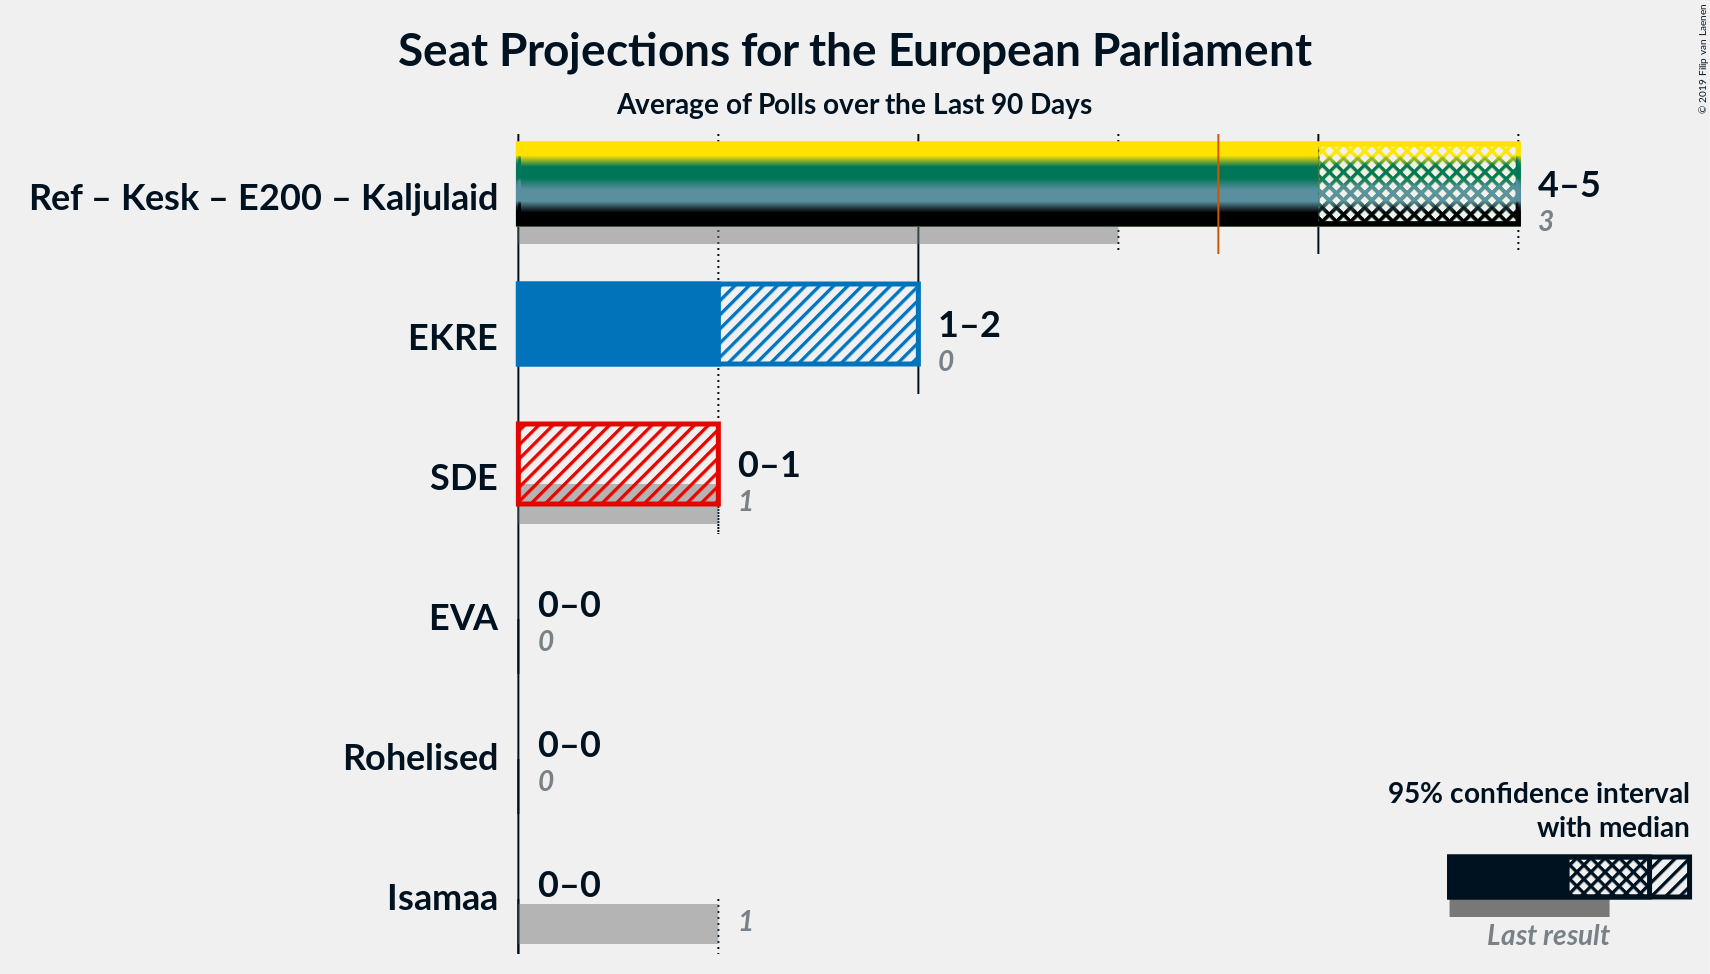 Seat Projections for the European Parliament
Average of Polls over the Last 90 Days
© 2019 Filip van Laenen
Ref – Kesk – E200 – Kaljulaid
4–5
3
EKRE
1–2
0
SDE
0–1
1
EVA
0–0
0
Rohelised
0–0
0
Isamaa
0–0
1
95% confidence interval
with median
Last result